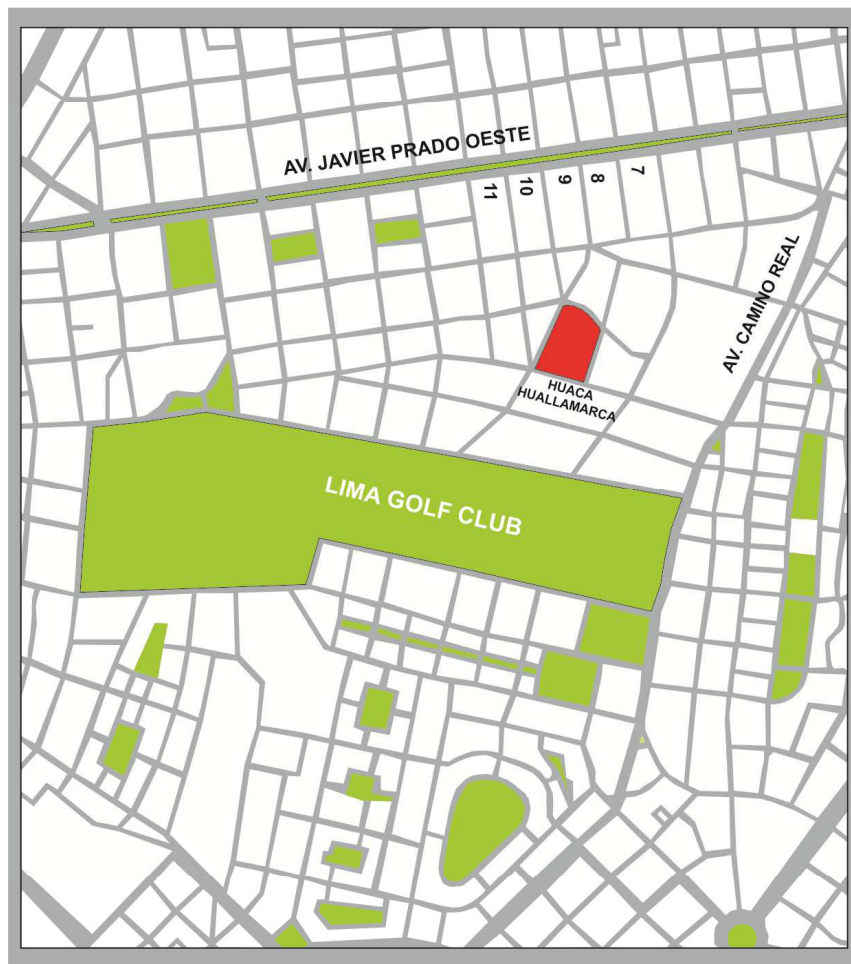 AV. JAVIER PRADO OESTE
11
10
9
8
7
AV. CAMINO REAL
HUACA
HUALLAMARCA
LIMA GOLF CLUB